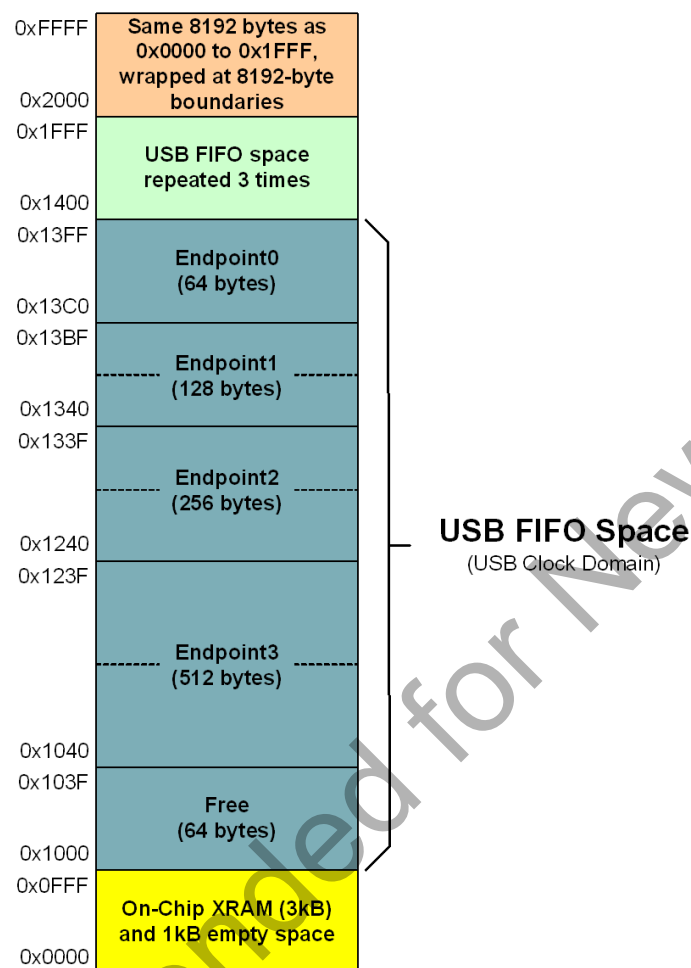 0xFFFF
Same 8192 bytes as
0x0000 to 0x1FFF,
wrapped at 8192-byte
boundaries
0x2000
0x1FFF
USB FIFO space
repeated 3 times
0x1400
0x13FF
Endpoint0
(64 bytes)
0x13C0
0x13BF
Endpoint1
(128 bytes)
0x1340
0x133F
Endpoint2
(256 bytes)
0x1240
0x123F
Endpoint3
(512 bytes)
0x1040
0x103F
Free
(64 bytes)
0x1000
0x0FFF
On-Chip XRAM (3kB)
and 1kB empty space
0x0000
USB FIFO Space
(USB Clock Domain)
ended for New